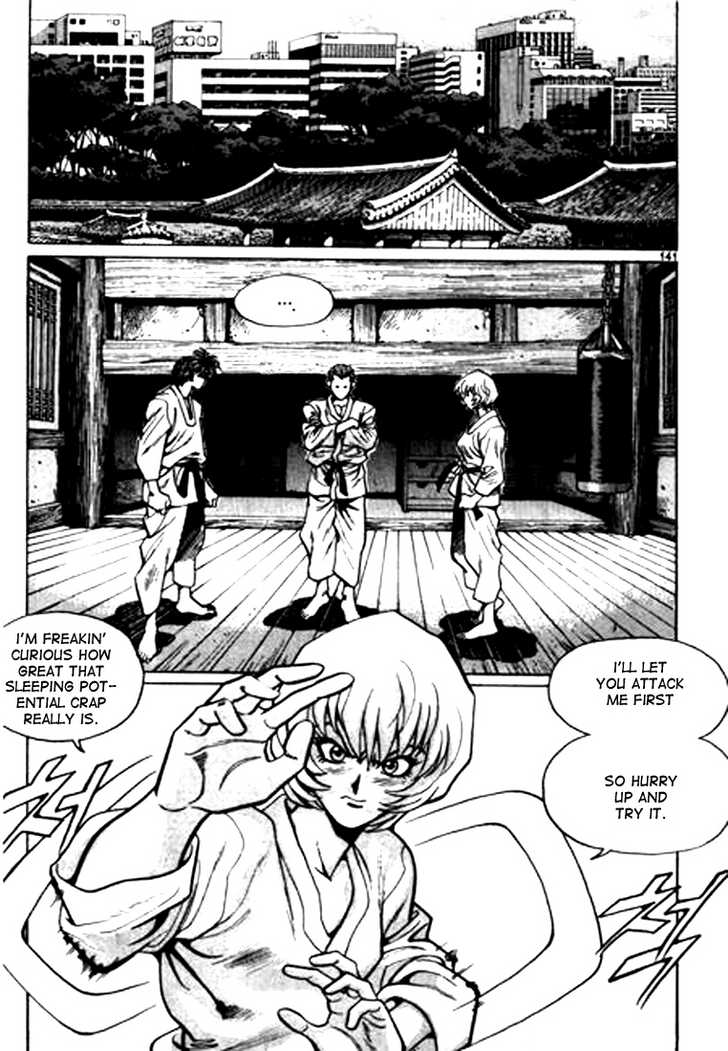 141
...
I'M FREAKIN'
CURIOUS HOW
GREAT THAT
SLEEPING POT-
ENTIAL CRAP
REALLY IS.
I'LL LET
YOU ATTACK
ME FIRST
SO HURRY
UP AND
TRY IT.